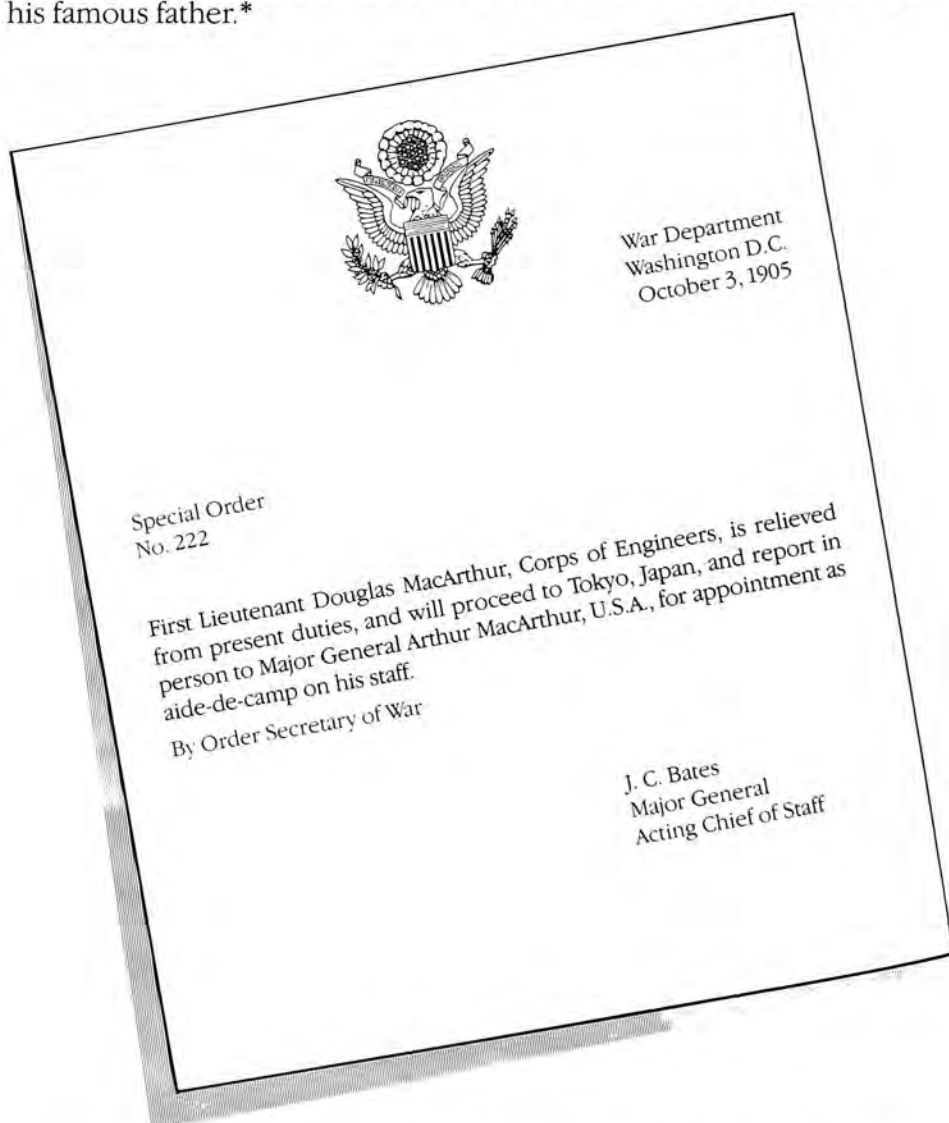 his famous father.*
War Department
Washington D.C.
October 3, 1905
Special Order
No. 222
First Lieutenant Douglas MacArthur, Corps of Engineers, is relieved
from present duties, and will proceed to Tokyo, Japan, and report in
person to Major General Arthur MacArthur, U.S.A., for appointment as
aide-de-camp on his staff.
By Order Secretary of War
J. C. Bates
Major General
Acting Chief of Staff